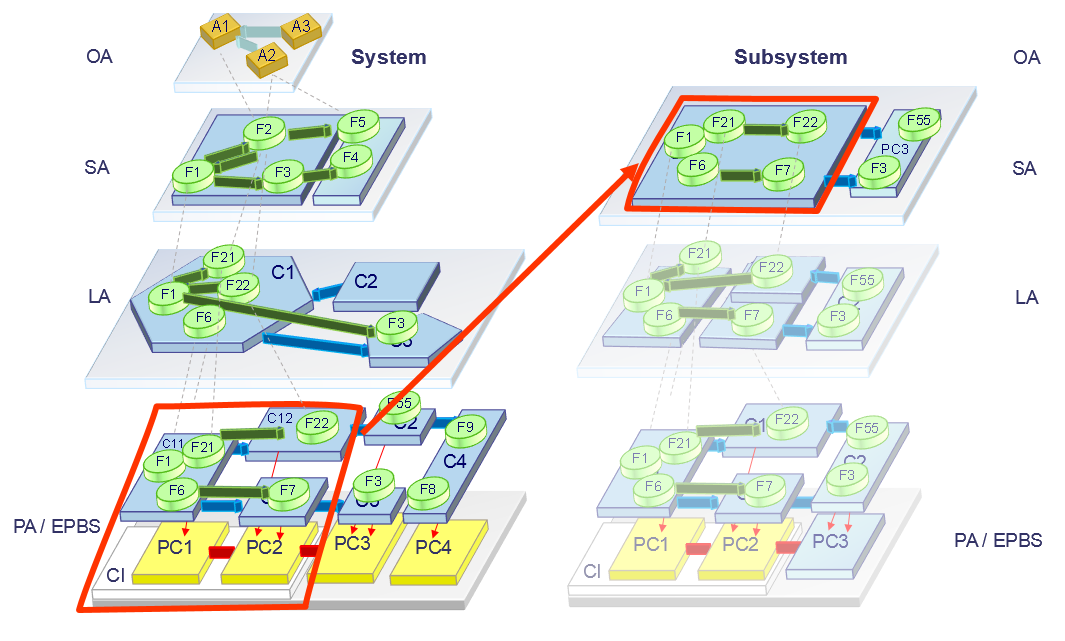 A1
A3
A2
OA
System
Subsystem
OA
F2
F5
F1
F3
F4
SA
F1
F21
F22
F6
F7
F55
PC3
F3
SA
F21
C1
C2
F1
F22
F6
F3
LA
F21
F22
F1
F6
F7
F55
F3
LA
C11
C12
F21
F22
F1
F6
F7
F55
C2
F9
C4
F3
F8
PC1
PC2
PC3
PC4
CI
PA / EPBS
F21
F22
F1
F6
F7
F55
F3
PC1
PC2
PC3
CI
PA / EPBS